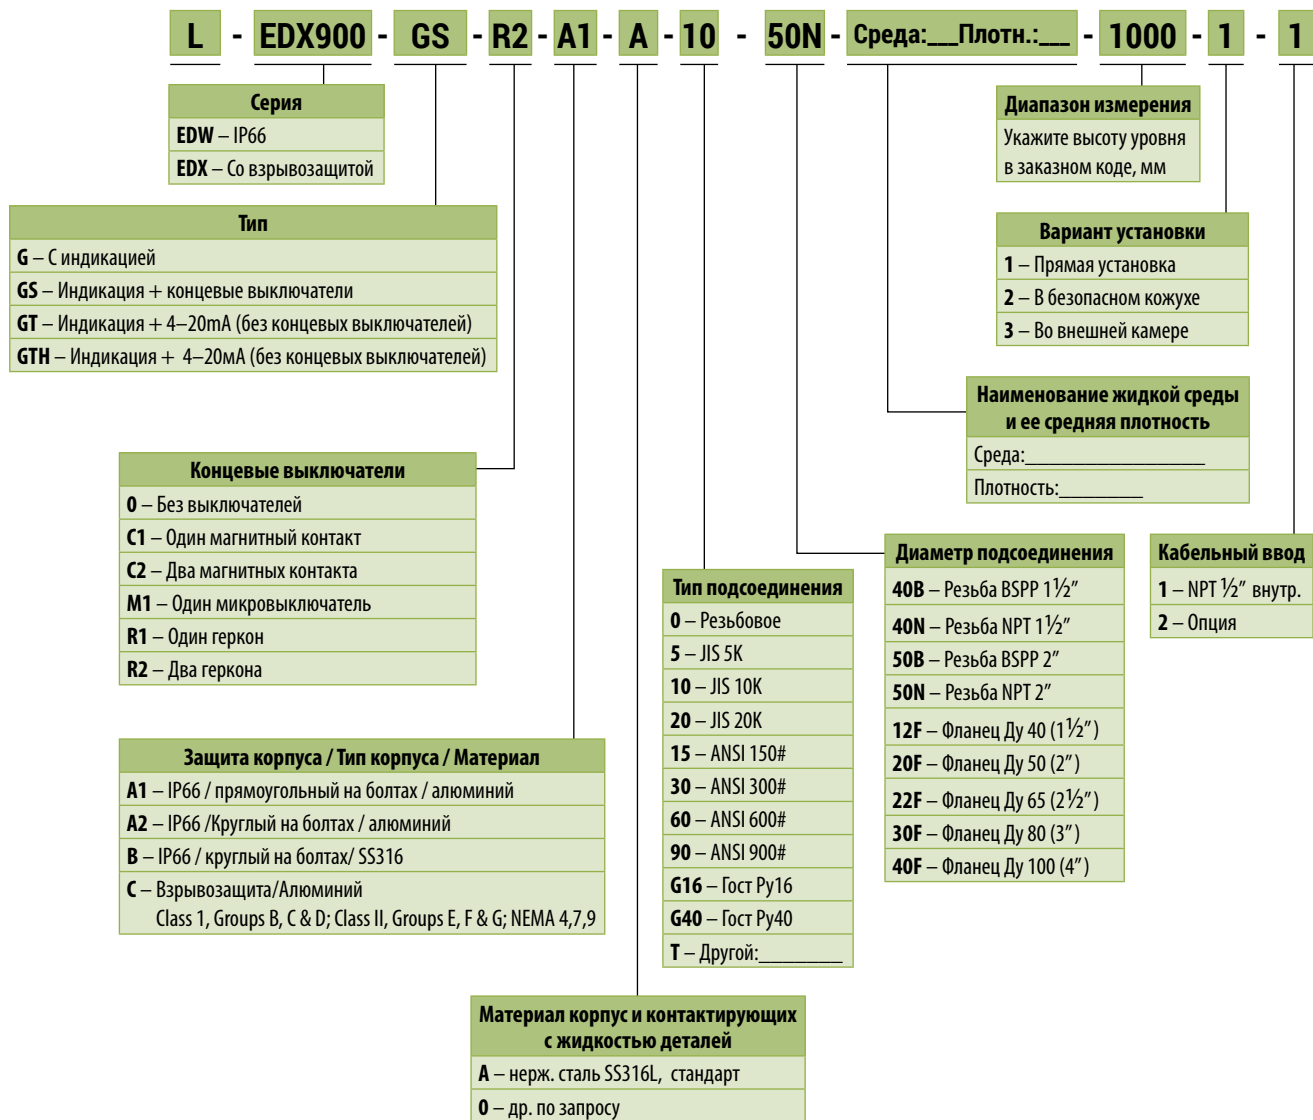 L - EDX900 - GS - R2 - A1 - A - 10 - 50N - Среда:___Плотн.:___ - 1000 - 1 - 1
Серия
EDW – IP66
EDX – Со взрывозащитой
Диапазон измерения
Укажите высоту уровня
в заказном коде, мм
Тип
G – С индикацией
GS – Индикация + концевые выключатели
GT – Индикация + 4–20mA (без концевых выключателей)
GTH – Индикация + 4–20мА (без концевых выключателей)
Вариант установки
1 – Прямая установка
2 – В безопасном кожухе
3 – Во внешней камере
Наименование жидкой среды
и ее средняя плотность
Среда:_______________
Плотность:_______
Концевые выключатели
0 – Без выключателей
C1 – Один магнитный контакт
C2 – Два магнитных контакта
M1 – Один микровыключатель
R1 – Один геркон
R2 – Два геркона
Тип подсоединения
0 – Резьбовое
5 – JIS 5K
10 – JIS 10K
20 – JIS 20K
15 – ANSI 150#
30 – ANSI 300#
60 – ANSI 600#
90 – ANSI 900#
G16 – Гост Ру16
G40 – Гост Ру40
T – Другой:_______
Диаметр подсоединения
40B – Резьба BSPP 1½″
40N – Резьба NPT 1½″
50B – Резьба BSPP 2″
50N – Резьба NPT 2″
12F – Фланец Ду 40 (1½″)
20F – Фланец Ду 50 (2″)
22F – Фланец Ду 65 (2½″)
30F – Фланец Ду 80 (3″)
40F – Фланец Ду 100 (4″)
Кабельный ввод
1 – NPT ½″ внутр.
2 – Опция
Защита корпуса / Тип корпуса / Материал
A1 – IP66 / прямоугольный на болтах / алюминий
A2 – IP66 /Круглый на болтах / алюминий
B – IP66 / круглый на болтах/ SS316
C – Взрывозащита/Алюминий
Class 1, Groups B, C & D; Class II, Groups E, F & G; NEMA 4,7,9
Материал корпус и контактирующих
с жидкостью деталей
A – нерж. сталь SS316L, стандарт
0 – др. по запросу